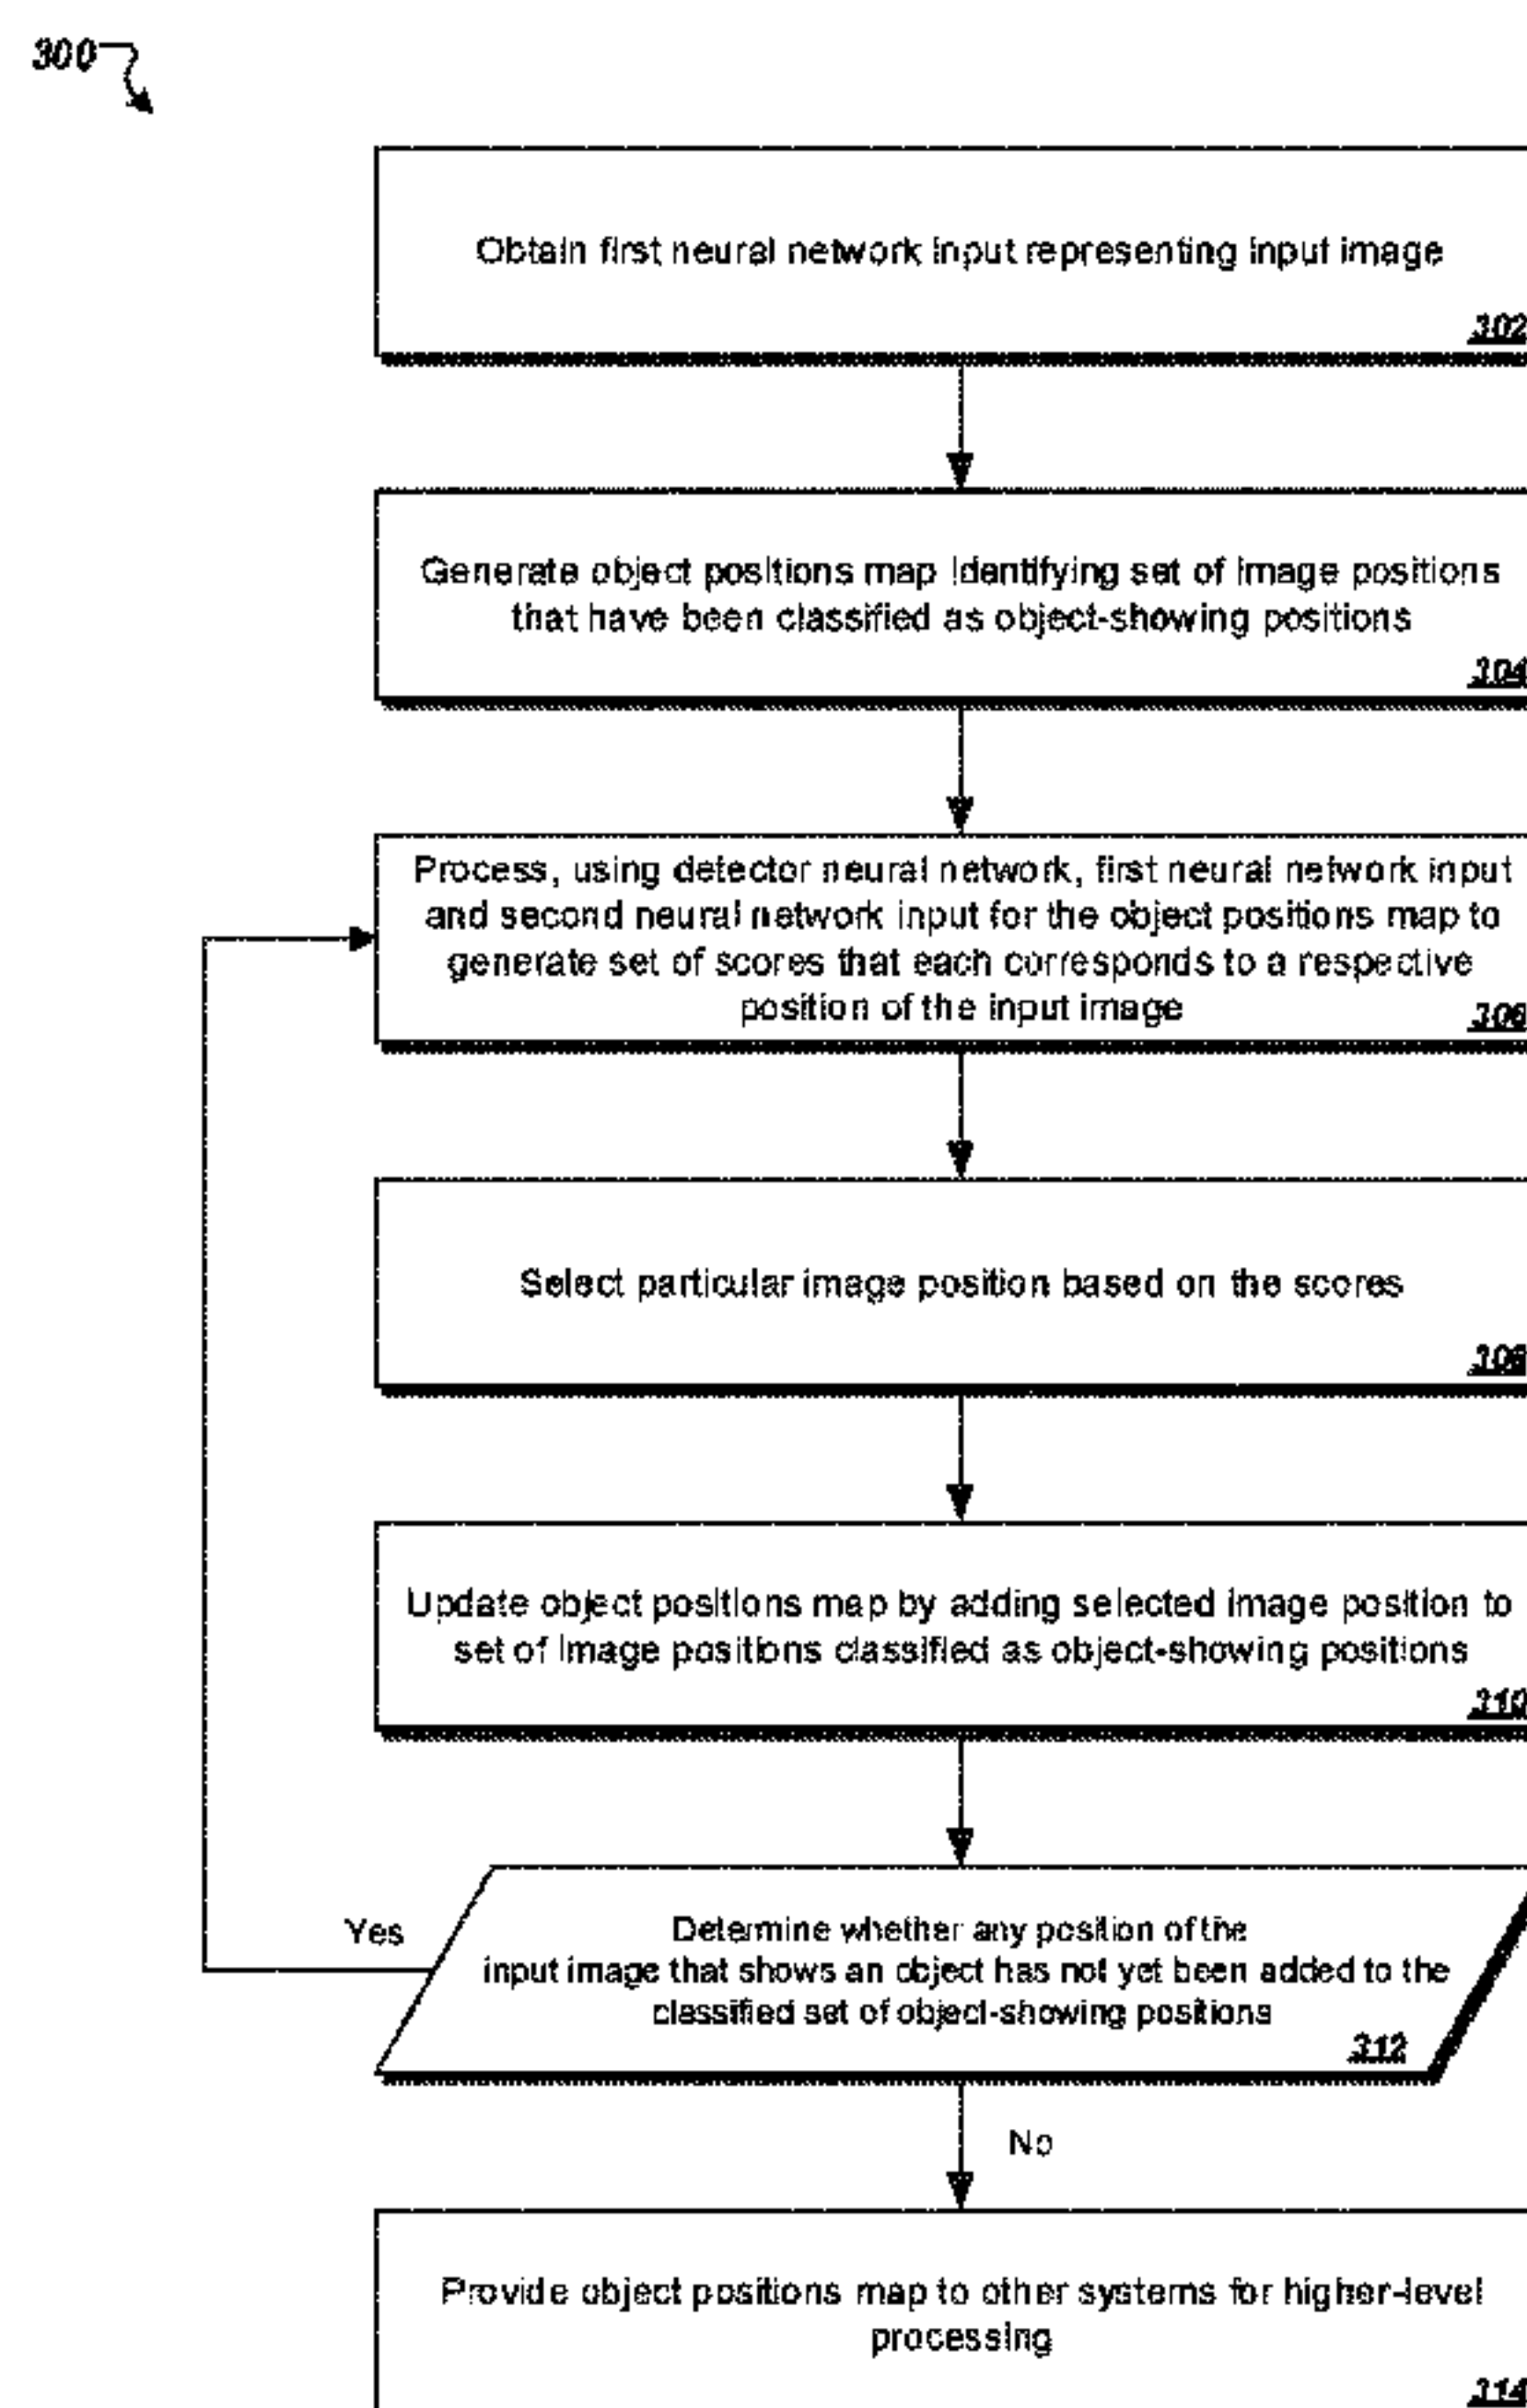 300
Obtain first neural network input representing input image
302
Generate object positions map identifying set of image positions
that have been classified as object-showing positions
304
Process, using detector neural network, first neural network input
and second neural network input for the object positions map to
generate set of scores that each corresponds to a respective
position of the input image
306
Select particular image position based on the scores
308
Update object positions map by adding selected image position to
set of image positions classified as object-showing positions
310
Yes
Determine whether any position of the
input image that shows an object has not yet been added to the
classified set of object-showing positions
312
No
Provide object positions map to other systems for higher-level
processing
314